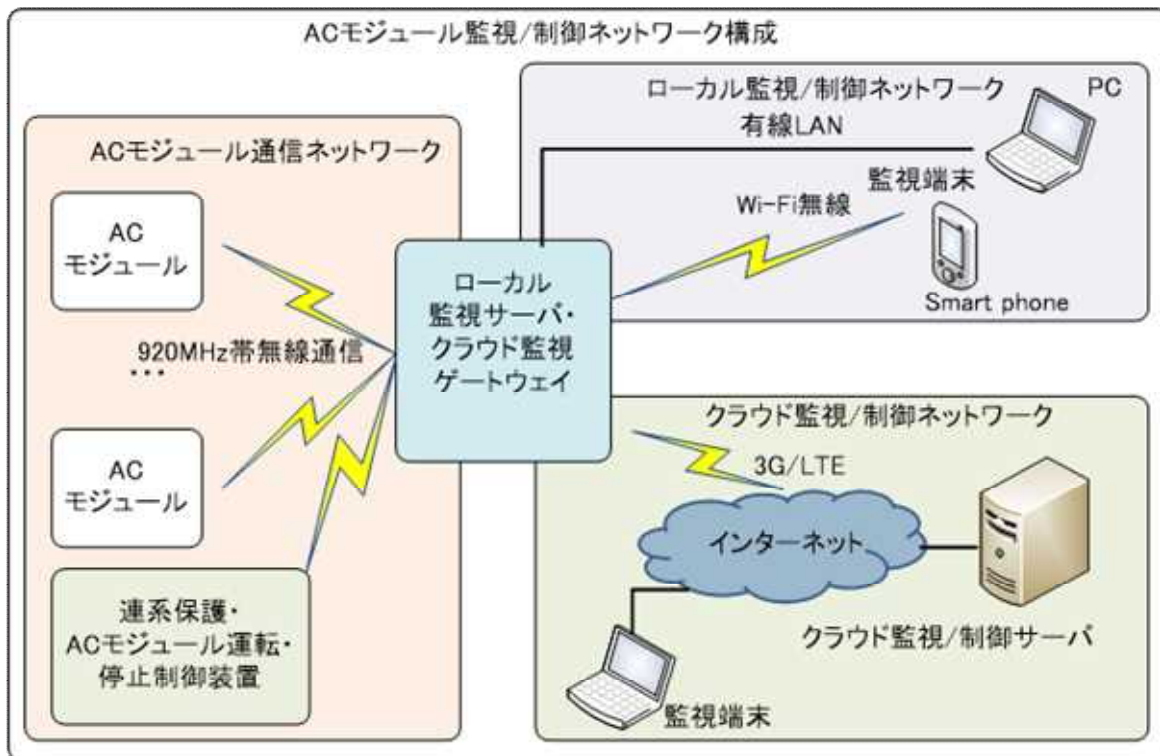 ACモジュール監視/制御ネットワーク構成
ACモジュール通信ネットワーク
AC
モジュール
920MHz帯無線通信
...
AC
モジュール
連系保護・
ACモジュール運転・
停止制御装置
ローカル
監視サーバ・
クラウド監視
ゲートウェイ
ローカル監視/制御ネットワーク
PC
有線LAN
監視端末
Wi-Fi無線
Smart phone
クラウド監視/制御ネットワーク
3G/LTE
インターネット
クラウド監視/制御サーバ
監視端末